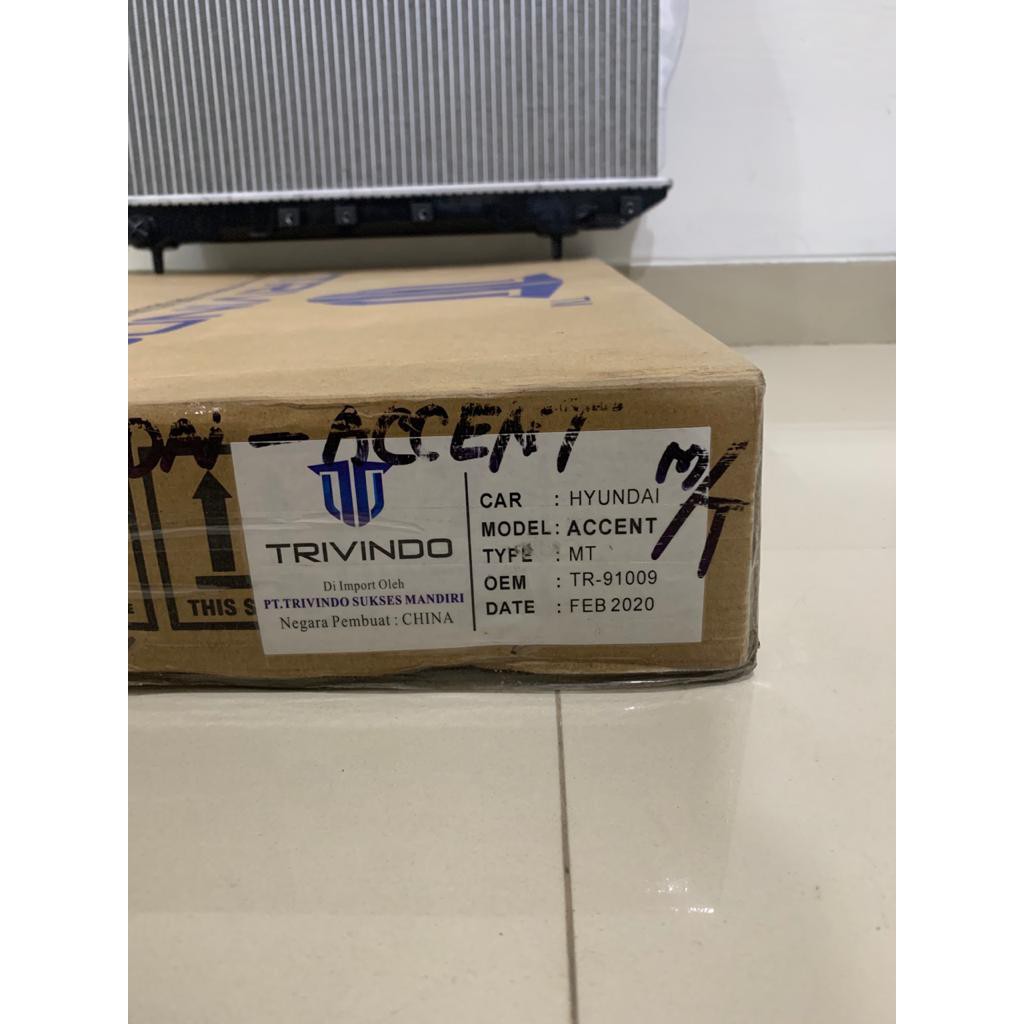 DAi - ACCENT
M/T
TRIVINDO
Di Import Oleh
PT.TRIVINDO SUKSES MANDIRI
Negara Pembuat : CHINA
CAR : HYUNDAI
MODEL: ACCENT
TYPE : MT
OEM : TR-91009
DATE : FEB 2020
THIS S